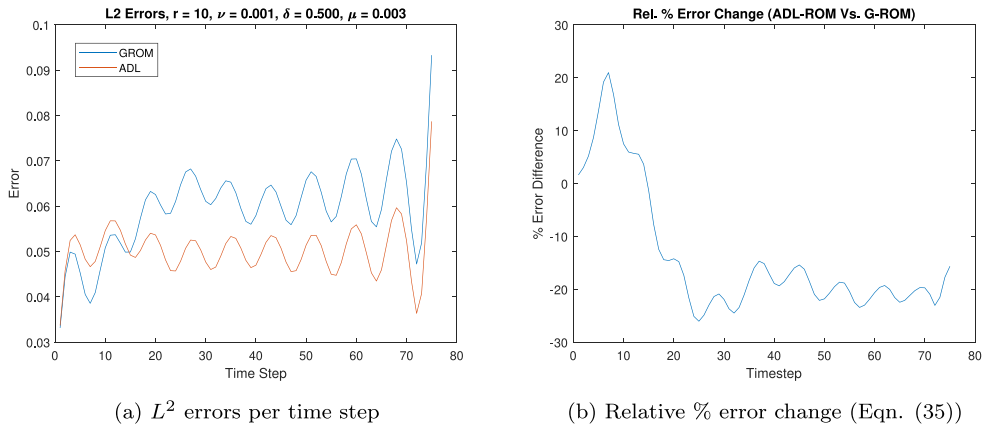 L2 Errors, r = 10, ν = 0.001, δ = 0.500, μ = 0.003
0.1
0.09
0.08
0.07
0.06
0.05
0.04
0.03
Error
GROM
ADL
0 10 20 30 40 50 60 70 80
Time Step
(a) L² errors per time step
Rel. % Error Change (ADL-ROM Vs. G-ROM)
30
20
10
0
-10
-20
-30
% Error Difference
0 10 20 30 40 50 60 70 80
Timestep
(b) Relative % error change (Eqn. (35))